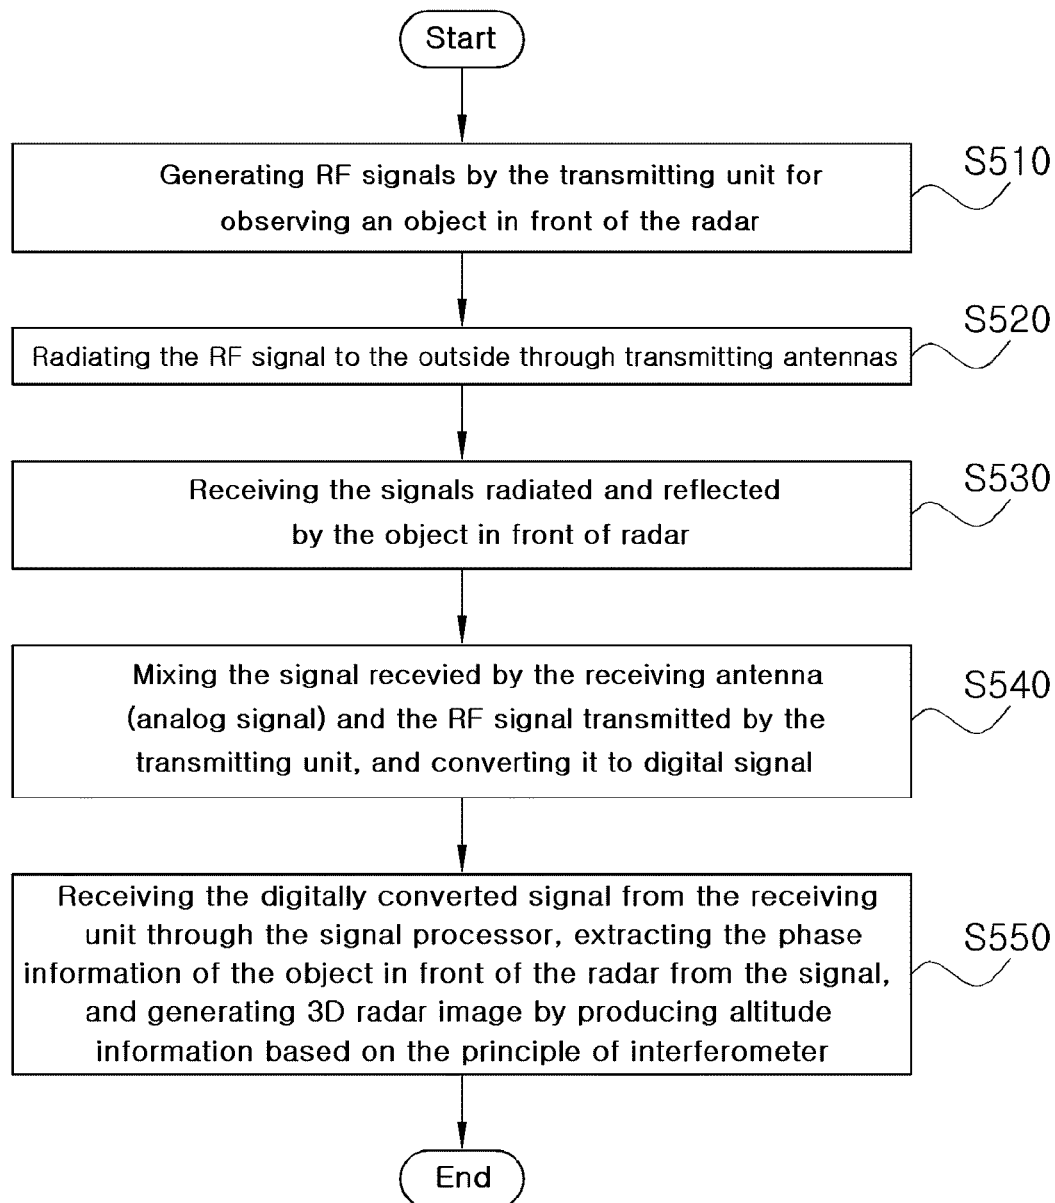 Start
S510
Generating RF signals by the transmitting unit for
observing an object in front of the radar
S520
Radiating the RF signal to the outside through transmitting antennas
S530
Receiving the signals radiated and reflected
by the object in front of radar
S540
Mixing the signal recevied by the receiving antenna
(analog signal) and the RF signal transmitted by the
transmitting unit, and converting it to digital signal
S550
Receiving the digitally converted signal from the receiving
unit through the signal processor, extracting the phase
information of the object in front of the radar from the signal,
and generating 3D radar image by producing altitude
information based on the principle of interferometer
End